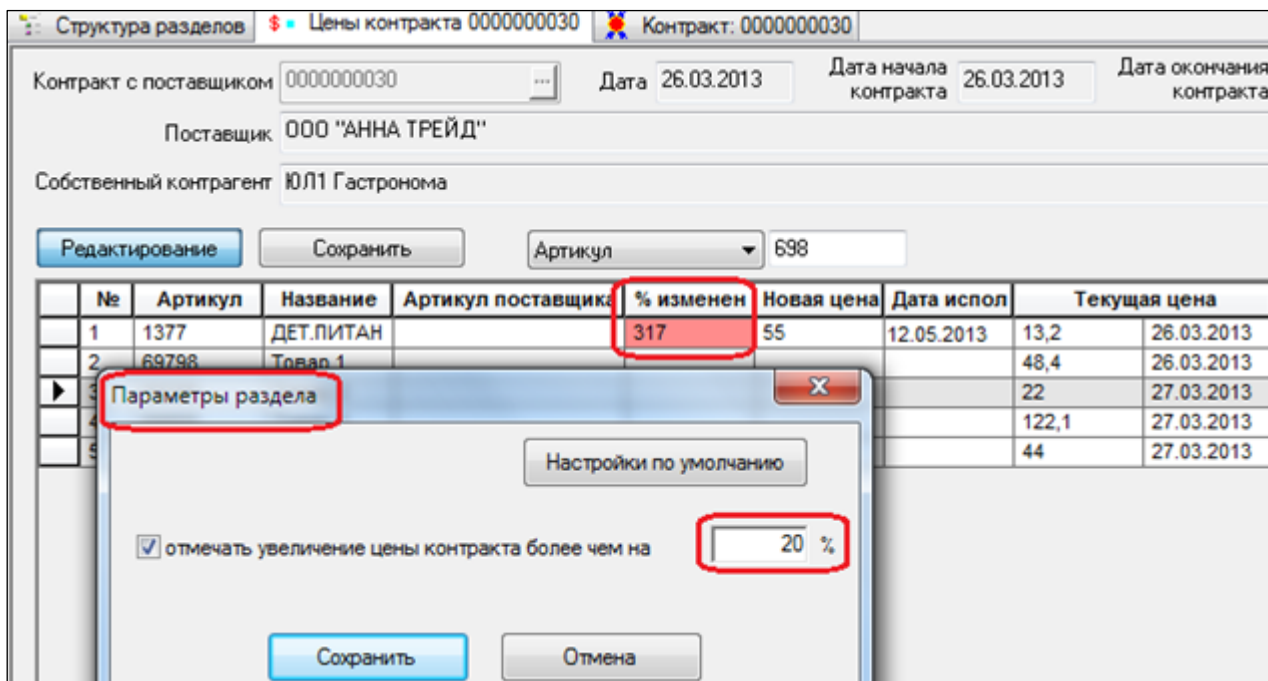 Структура разделов $ Цены контракта 0000000030 Контракт: 0000000030
Контракт с поставщиком 0000000030 ... Дата 26.03.2013 Дата начала контракта 26.03.2013 Дата окончания контракта
Поставщик ООО "АННА ТРЕЙД"
Собственный контрагент ЮЛ1 Гастронома
Редактирование Сохранить Артикул 698
№ Артикул Название Артикул поставщика % изменен Новая цена Дата испол Текущая цена
1 1377 ДЕТ.ПИТАН 317 55 12.05.2013 13,2 26.03.2013
2 69798 Товар 1 48,4 26.03.2013
3 22 27.03.2013
4 122,1 27.03.2013
5 44 27.03.2013
Параметры раздела
Настройки по умолчанию
отмечать увеличение цены контракта более чем на 20 %
Сохранить Отмена